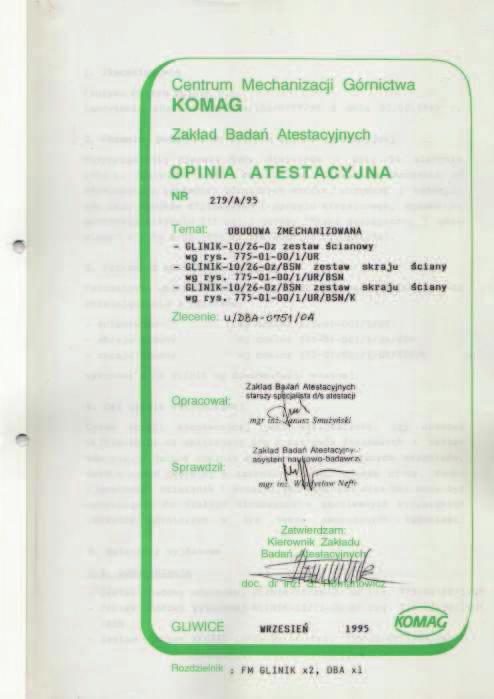 Centrum Mechanizacji Górnictwa
KOMAG
Zakład Badań Atestacyjnych
OPINIA ATESTACYJNA
NR 279/A/95
Temat: OBUDOWA ZMECHANIZOWANA
- GLINIK-10/26-Oz zestaw ścianowy
wg rys. 775-01-00/1/UR
- GLINIK-10/26-Oz/BSN zestaw skraju ściany
wg rys. 775-01-00/1/UR/BSN
- GLINIK-10/26-Oz/BSN zestaw skraju ściany
wg rys. 775-01-00/1/UR/BSN/K
Zlecenie: U/DBA-0751/OA
Zakład Badań Atestacyjnych
starszy specjalista d/s atestacji
Opracował:
mgr inż. Janusz Smużyński
Zakład Badań Atestacyjnych
asystent naukowo-badawcz
Sprawdził:
mgr inż. Władysław
Zatwierdzam:
Kierownik Zakładu
Badań Atestacyjnych
doc. dr inż.
GLIWICE WRZESIEŃ 1995
KOMAG
Rozdzielnik : FM GLINIK x2, DBA x1